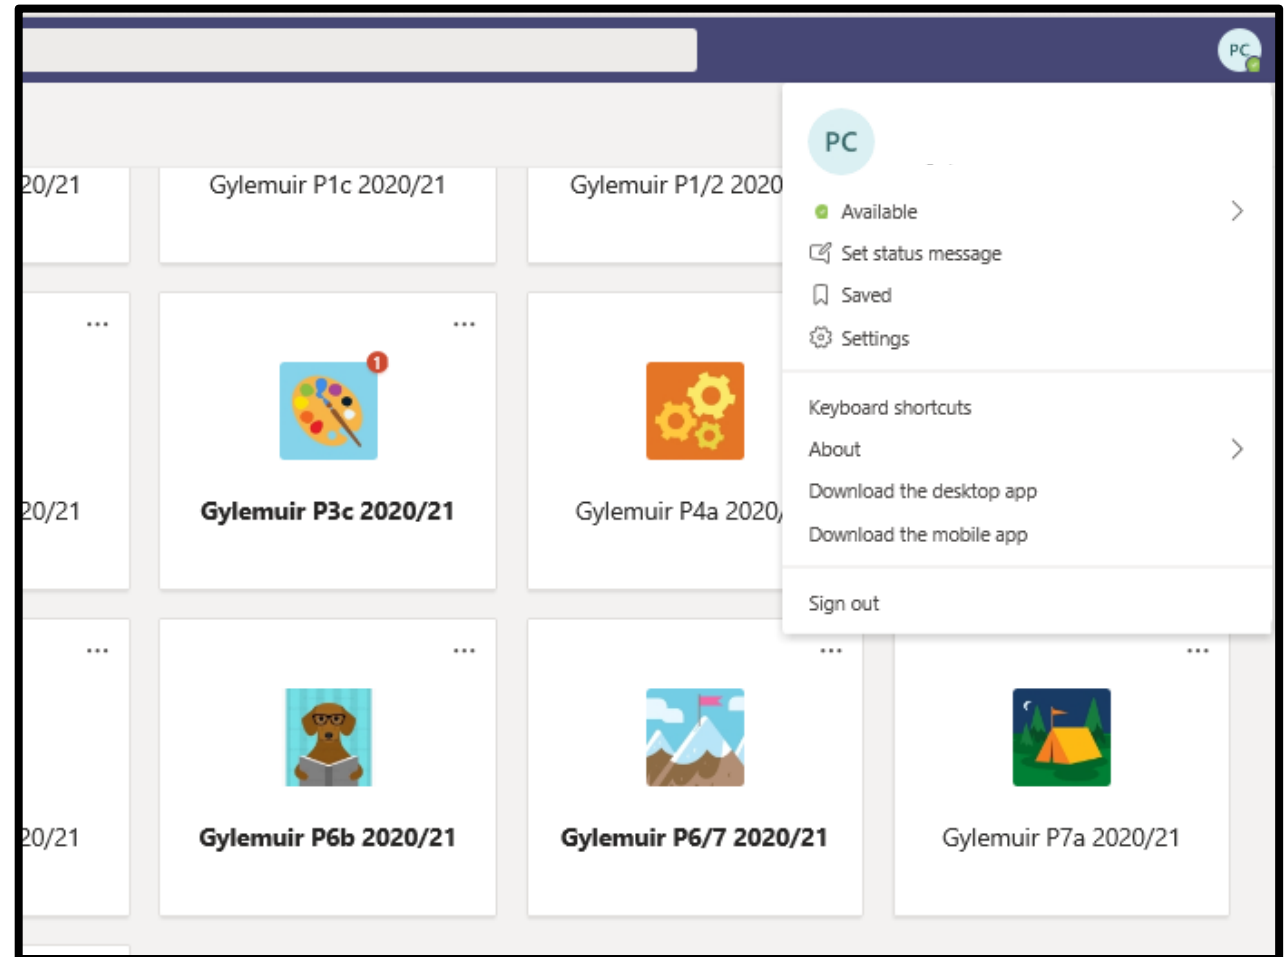 PC
PC
Available
Set status message
Saved
Settings
Keyboard shortcuts
About
Download the desktop app
Download the mobile app
Sign out
20/21
Gylemuir P1c 2020/21
Gylemuir P1/2 2020
1
20/21
Gylemuir P3c 2020/21
Gylemuir P4a 2020/
20/21
Gylemuir P6b 2020/21
Gylemuir P6/7 2020/21
Gylemuir P7a 2020/21